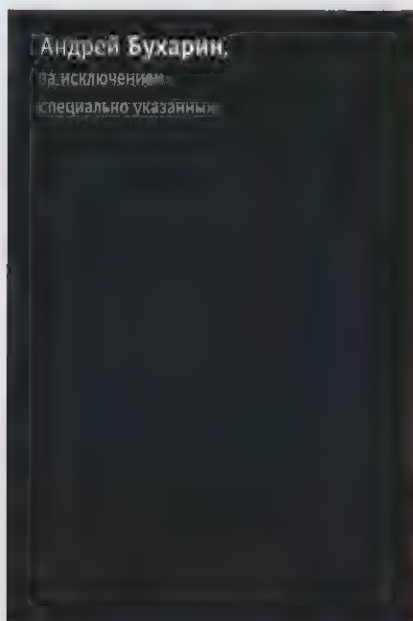 Андрей Бухарин,
за исключением
специально указанных